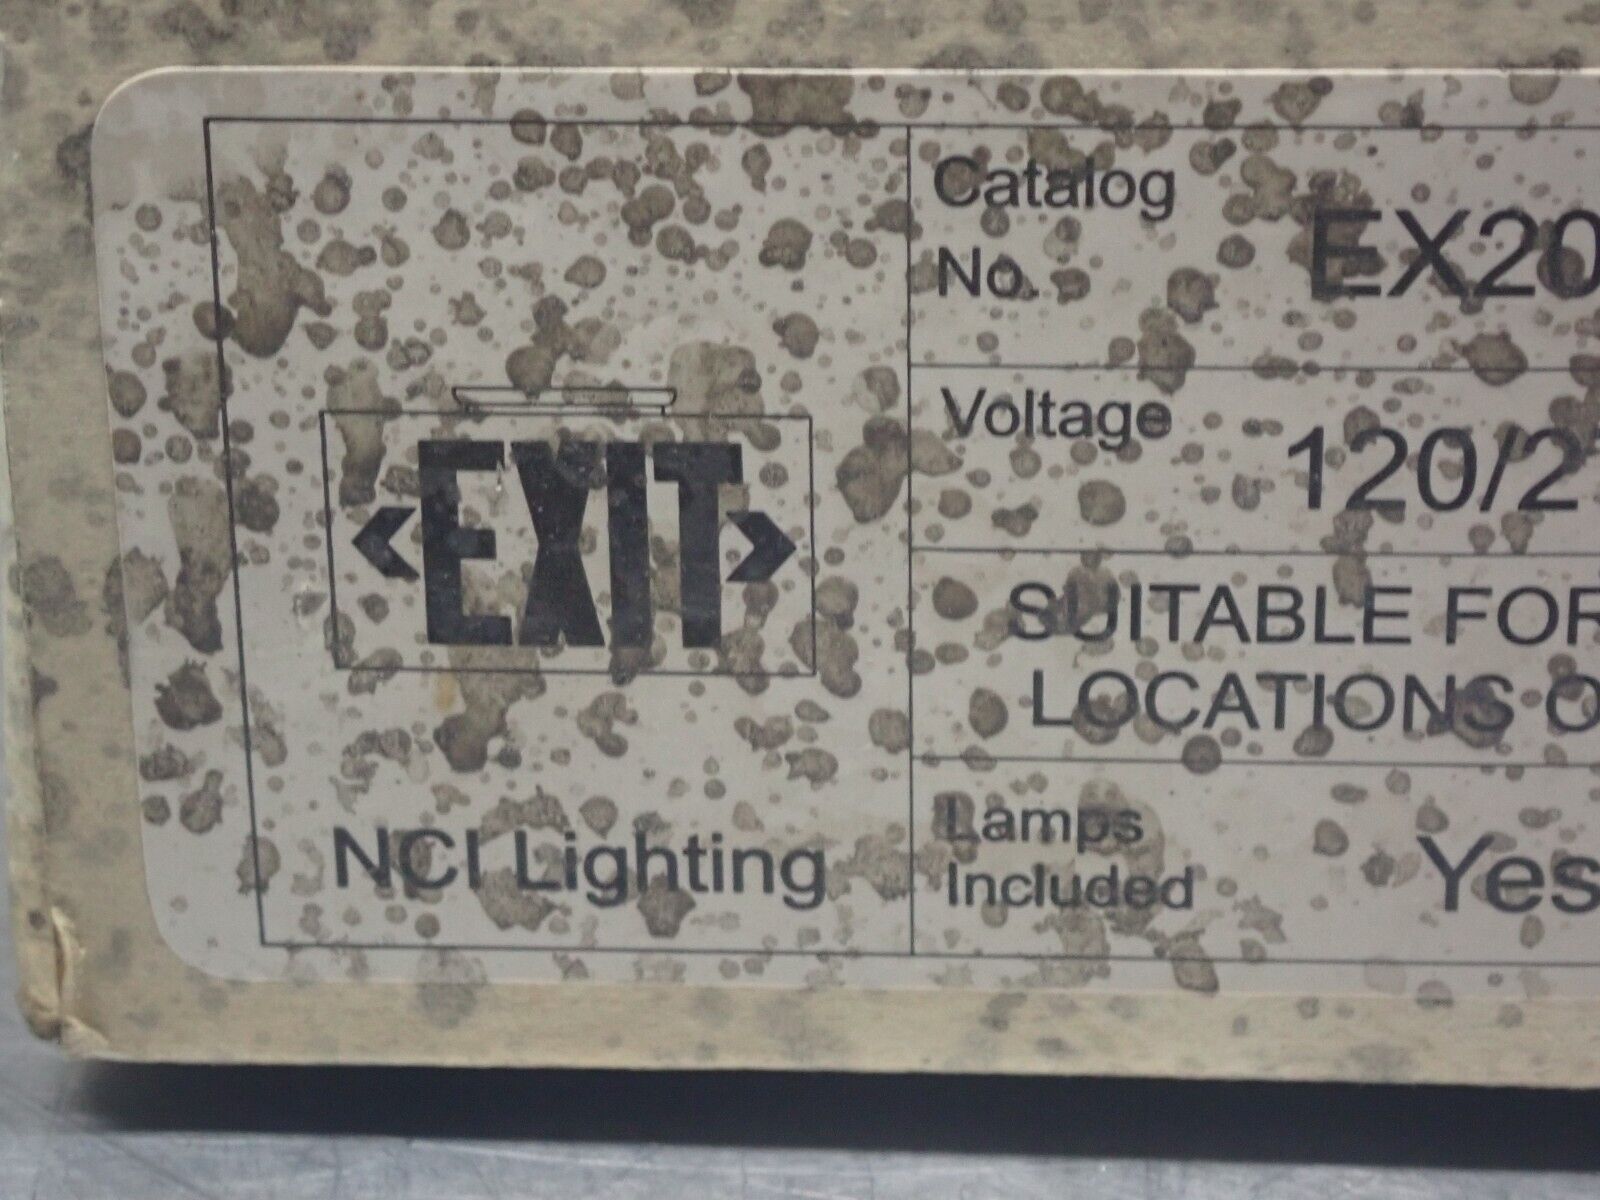 EXIT
NCI Lighting
Catalog
No.
EX20
Voltage
120/2
SUITABLE FOR
LOCATIONS O
Lamps
Included
Yes